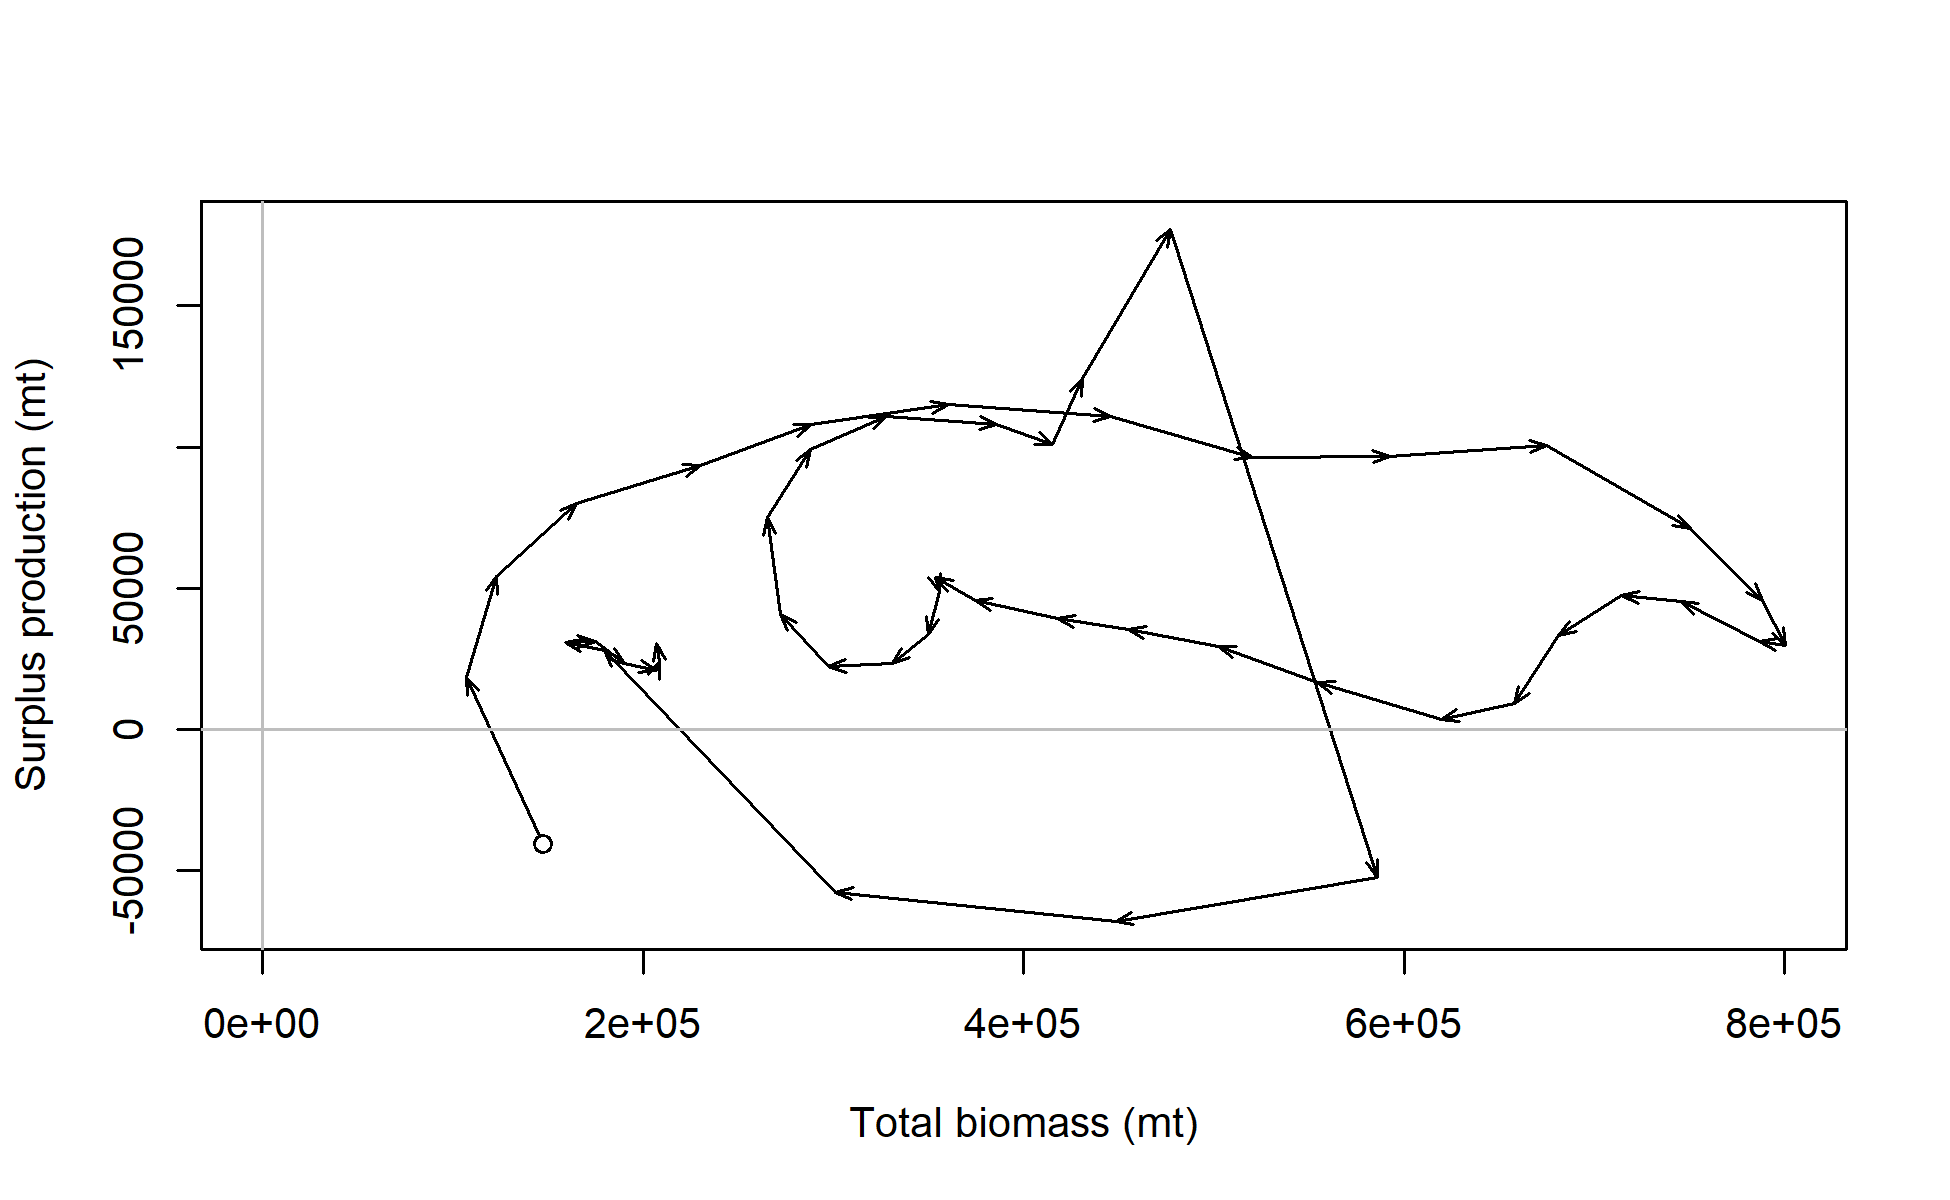 Surplus production (mt)
150000
50000
0
-50000
0e+00 2e+05 4e+05 6e+05 8e+05
Total biomass (mt)